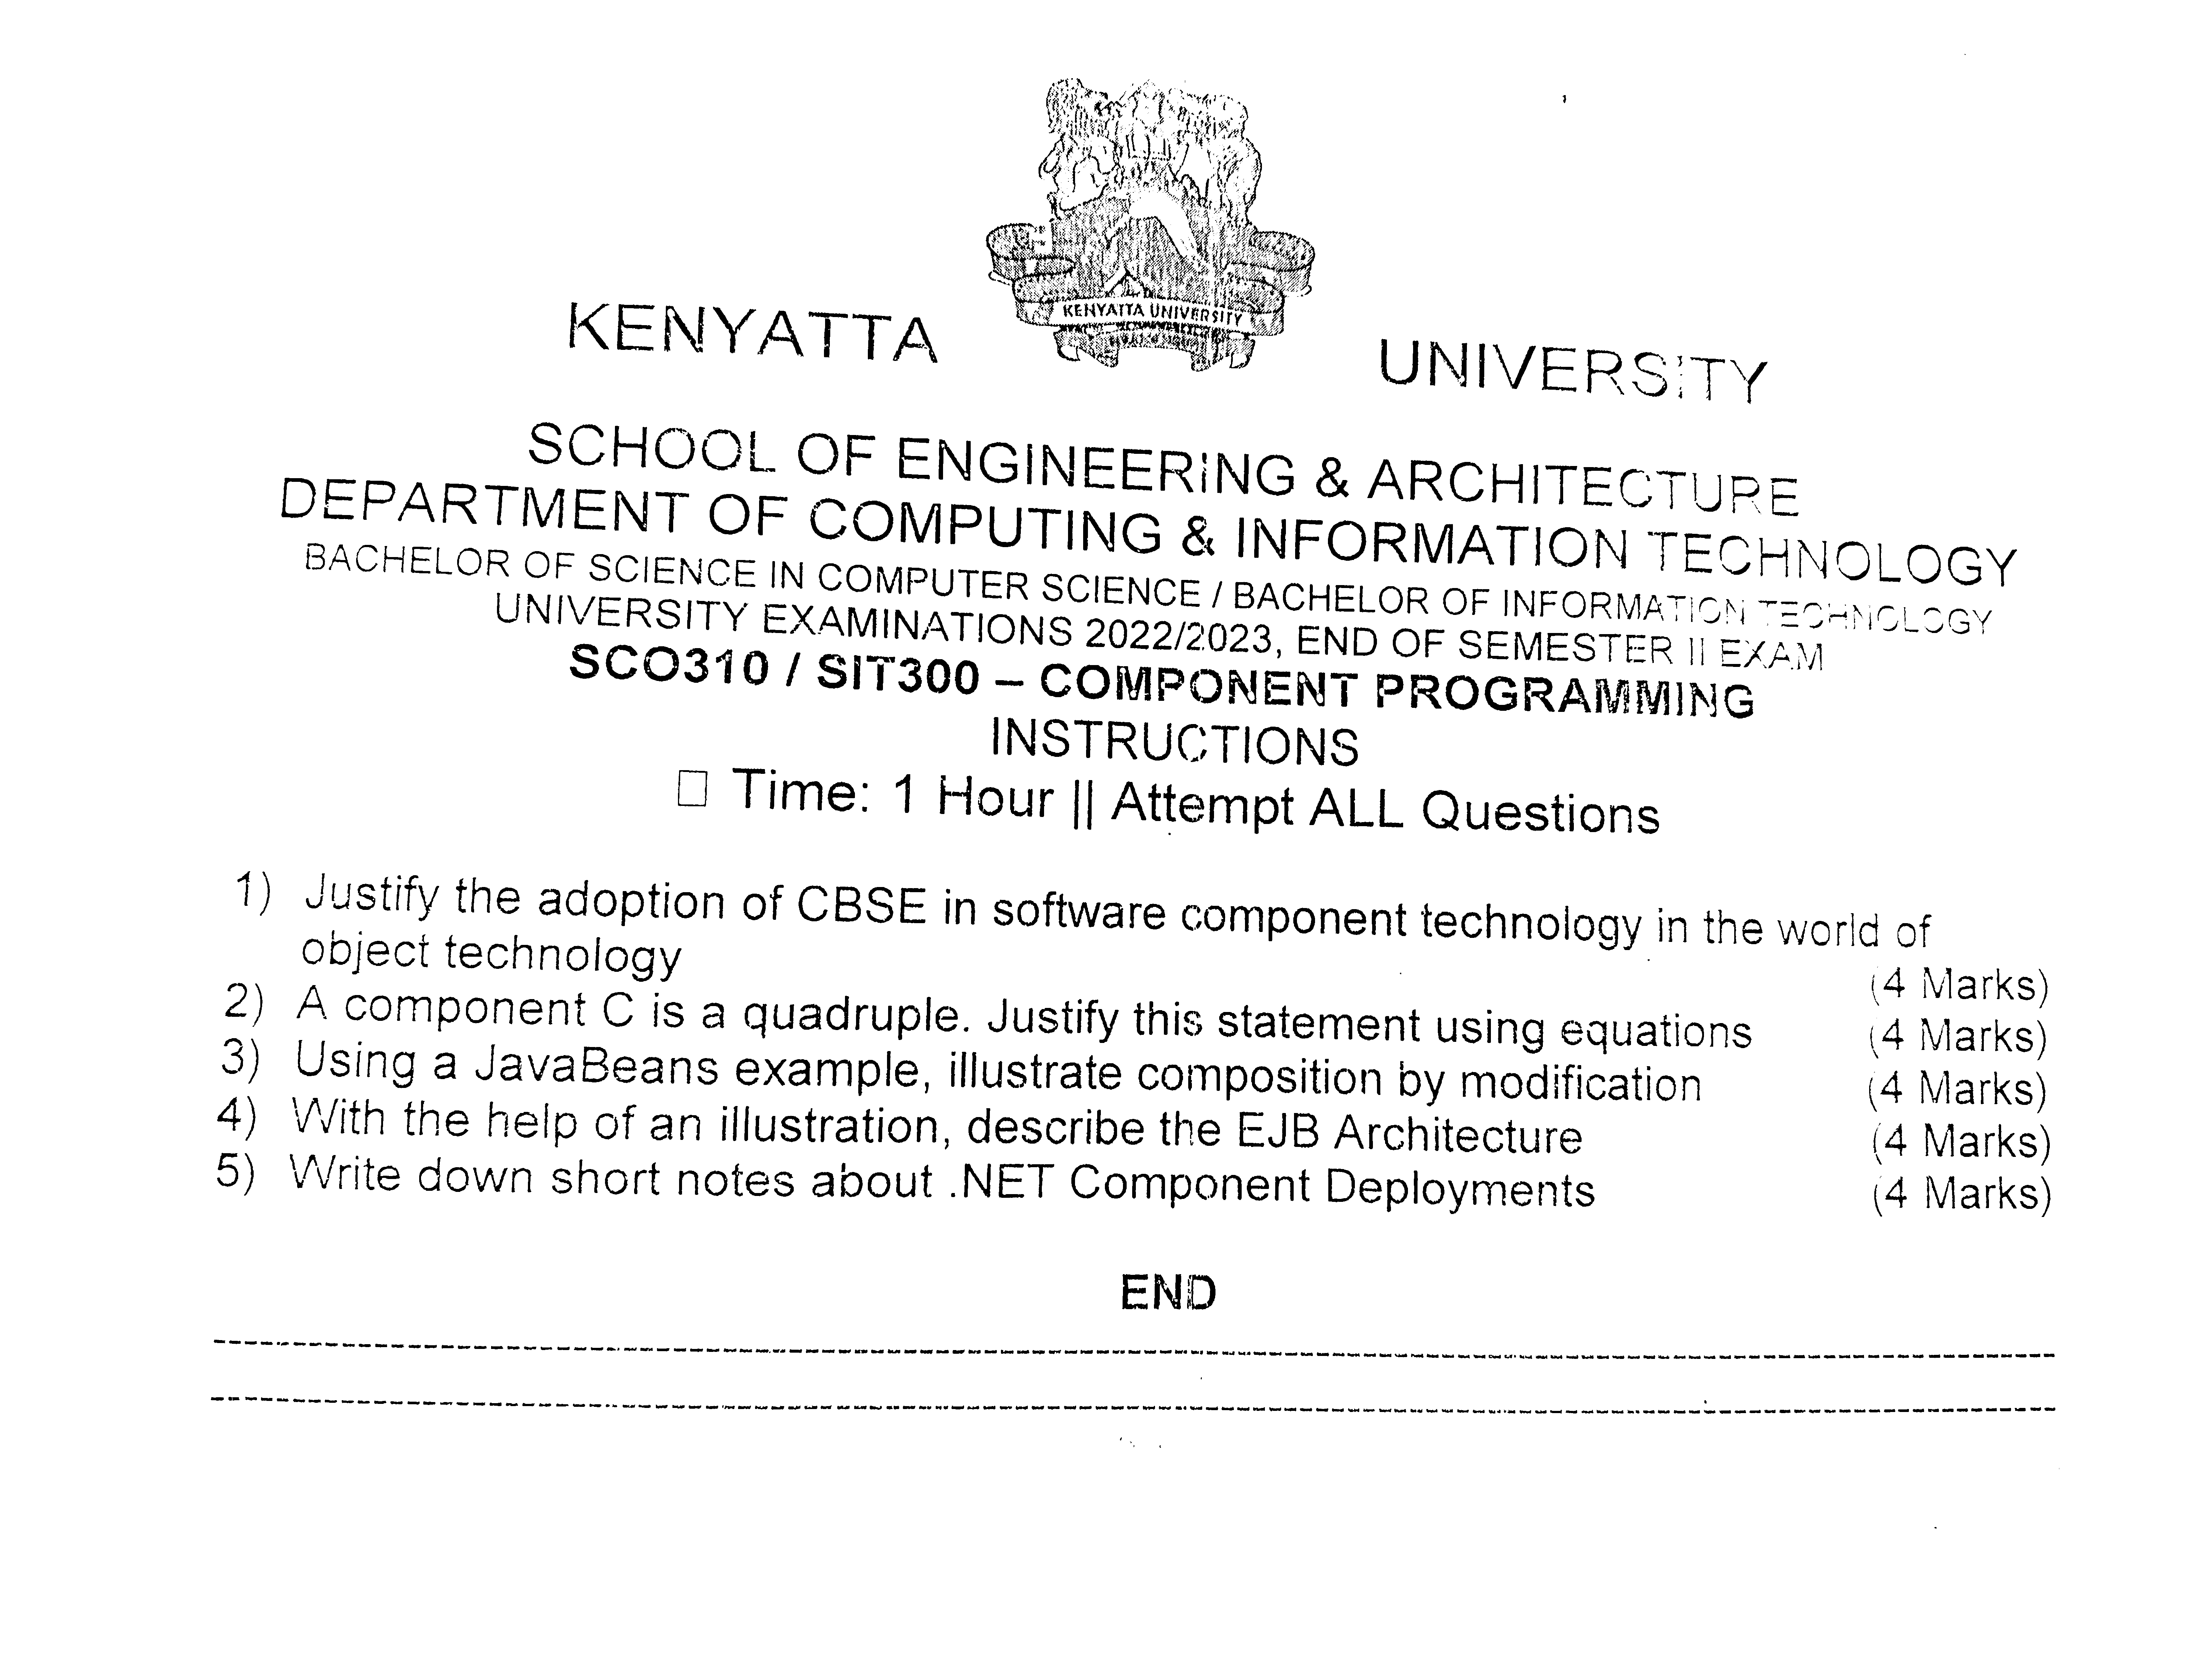 KENYATTA UNIVERSITY
KENYATTA UNIVERSITY
SCHOOL OF ENGINEERING & ARCHITECTURE
DEPARTMENT OF COMPUTING & INFORMATION TECHNOLOGY
BACHELOR OF SCIENCE IN COMPUTER SCIENCE / BACHELOR OF INFORMATION TECHNOLOGY
UNIVERSITY EXAMINATIONS 2022/2023, END OF SEMESTER II EXAM
SCO310 / SIT300 – COMPONENT PROGRAMMING
INSTRUCTIONS
□ Time: 1 Hour || Attempt ALL Questions
1) Justify the adoption of CBSE in software component technology in the world of
object technology (4 Marks)
2) A component C is a quadruple. Justify this statement using equations (4 Marks)
3) Using a JavaBeans example, illustrate composition by modification (4 Marks)
4) With the help of an illustration, describe the EJB Architecture (4 Marks)
5) Write down short notes about .NET Component Deployments (4 Marks)
END